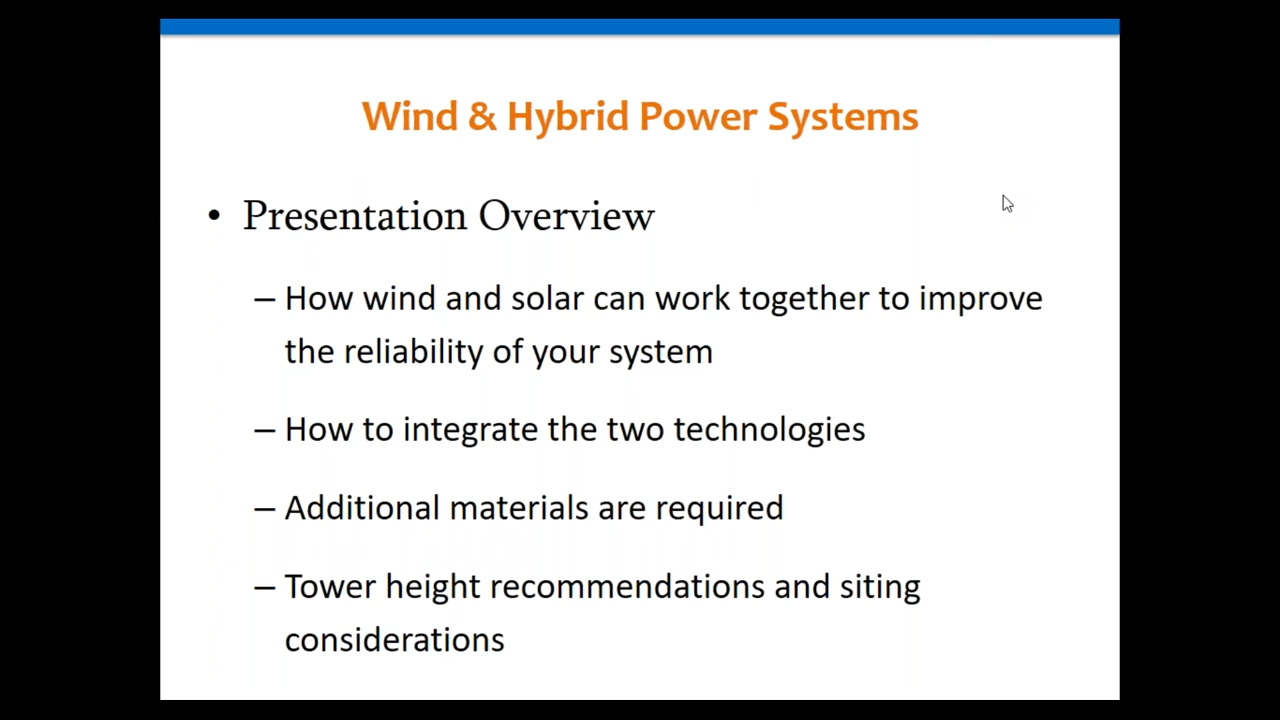 Wind & Hybrid Power Systems
• Presentation Overview
– How wind and solar can work together to improve
the reliability of your system
– How to integrate the two technologies
– Additional materials are required
– Tower height recommendations and siting
considerations